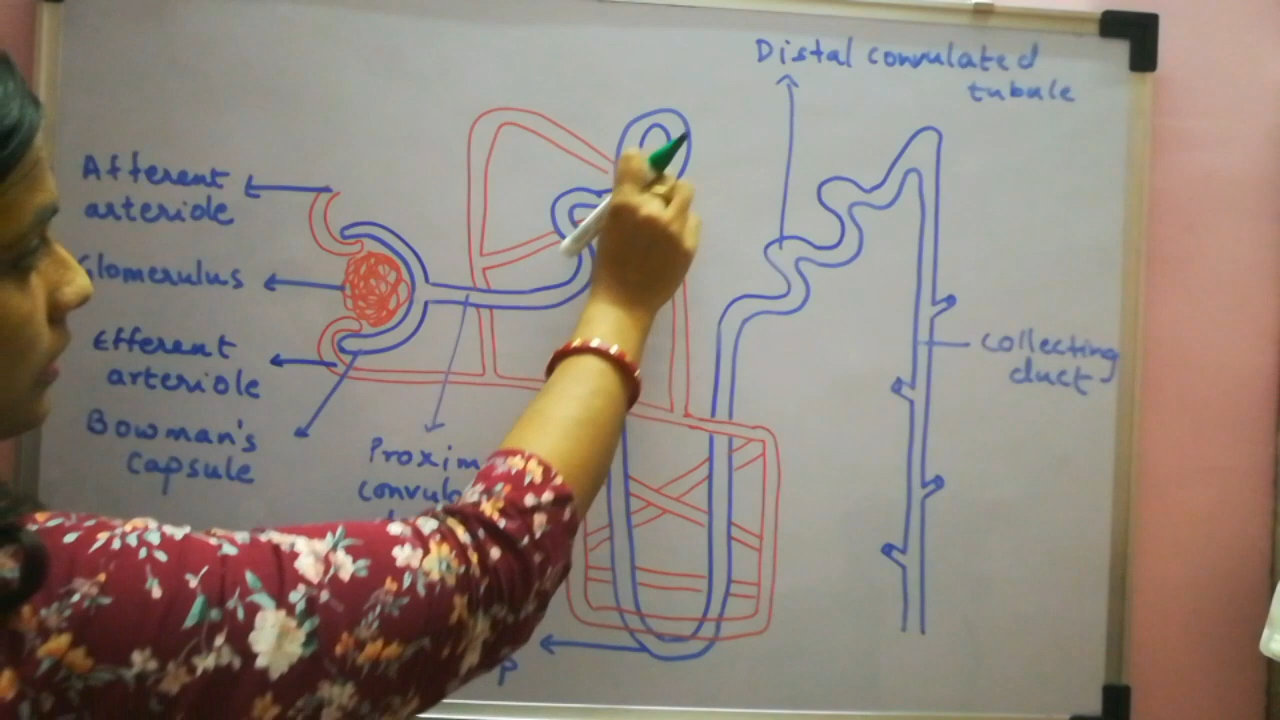 Distal convulated
tubule
Afferent
arteriole
Glomerulus
Efferent
arteriole
Bowman's
capsule
collecting
duct